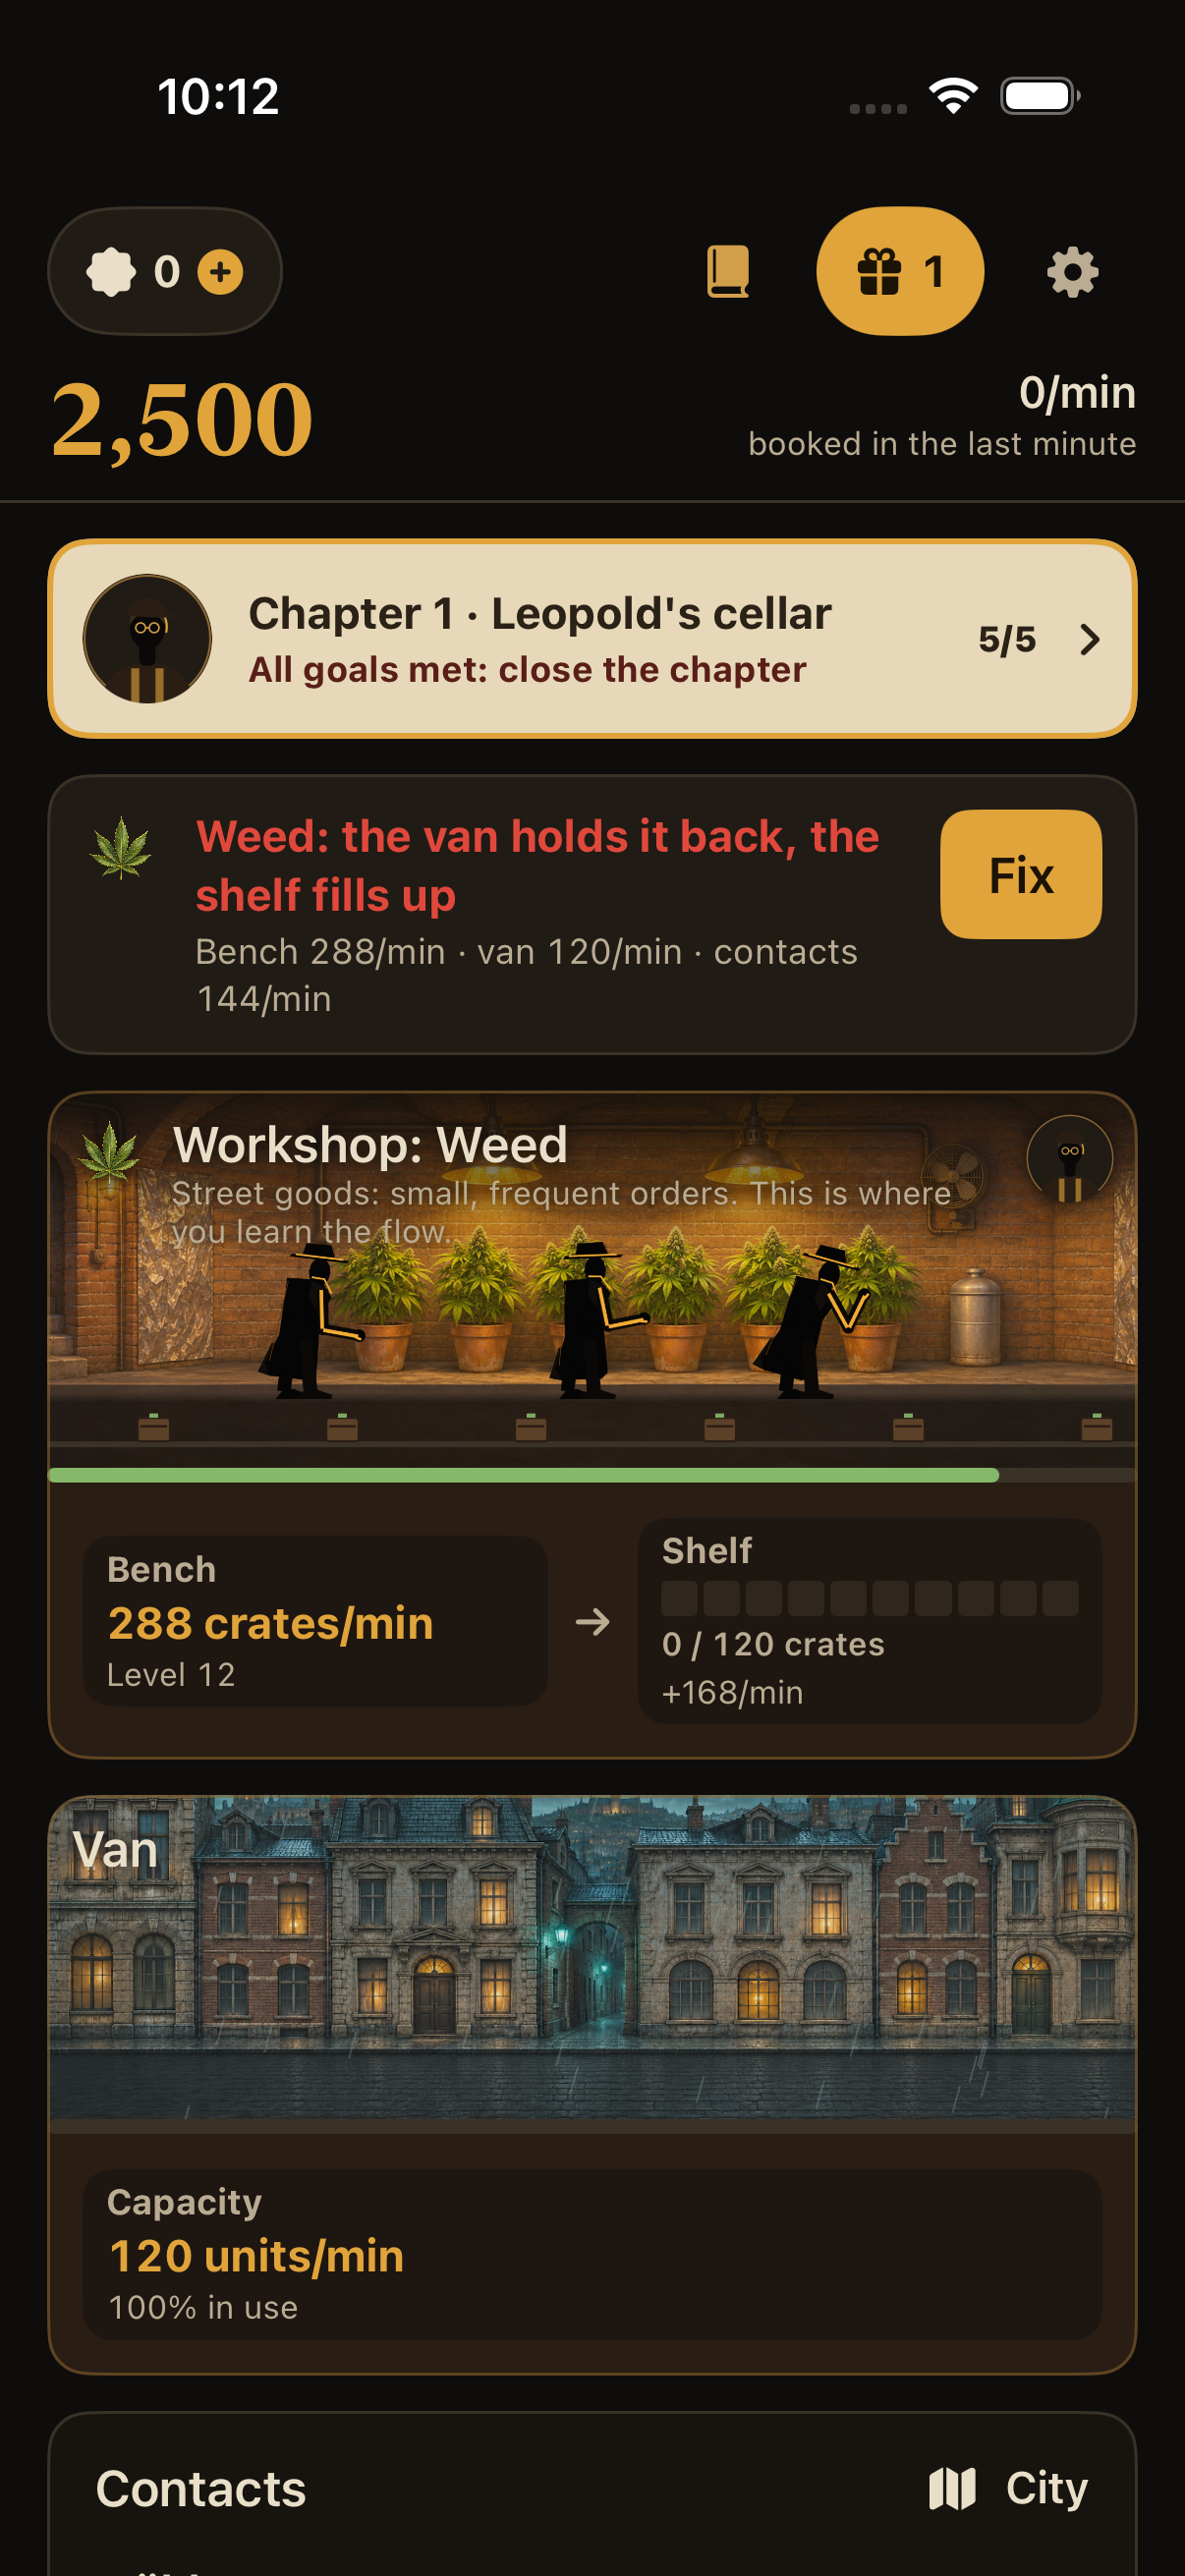 10:12
0
1
2,500
0/min
booked in the last minute
Chapter 1 · Leopold's cellar
All goals met: close the chapter
5/5
Weed: the van holds it back, the
shelf fills up
Fix
Bench 288/min · van 120/min · contacts
144/min
Workshop: Weed
Street goods: small, frequent orders. This is where
you learn the flow.
Bench
288 crates/min
Level 12
Shelf
0 / 120 crates
+168/min
Van
Capacity
120 units/min
100% in use
Contacts
City